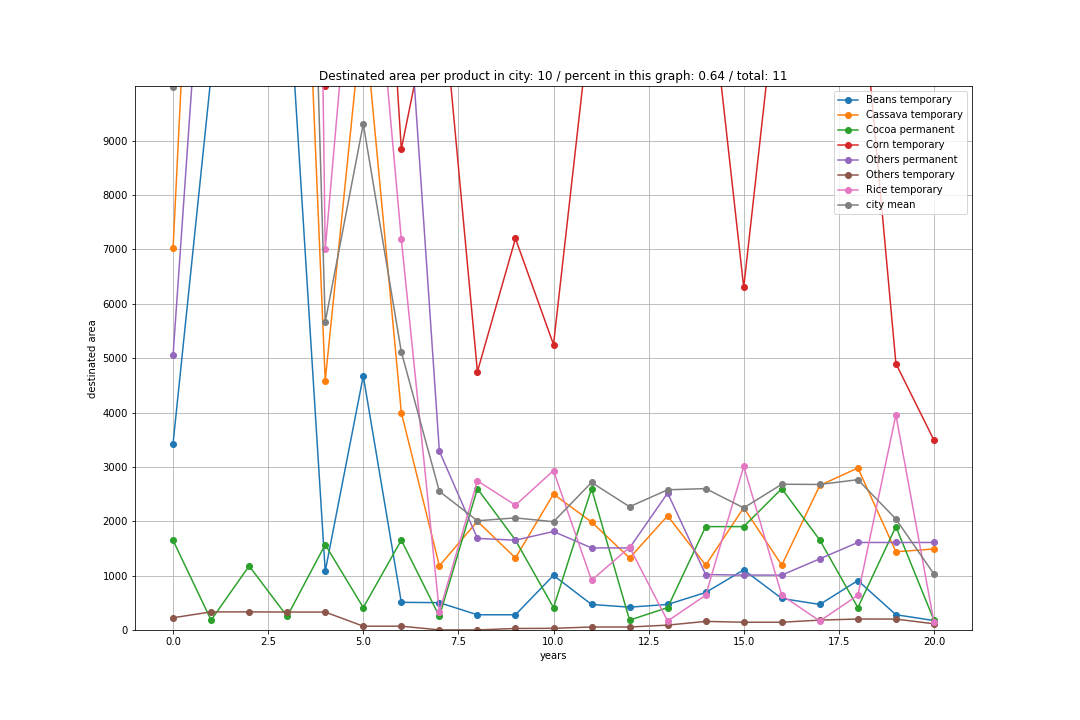 Destinated area per product in city: 10 / percent in this graph: 0.64 / total: 11
Beans temporary
Cassava temporary
Cocoa permanent
Corn temporary
Others permanent
Others temporary
Rice temporary
city mean
9000
8000
7000
6000
5000
4000
3000
2000
1000
0
destinated area
0.0 2.5 5.0 7.5 10.0 12.5 15.0 17.5 20.0
years